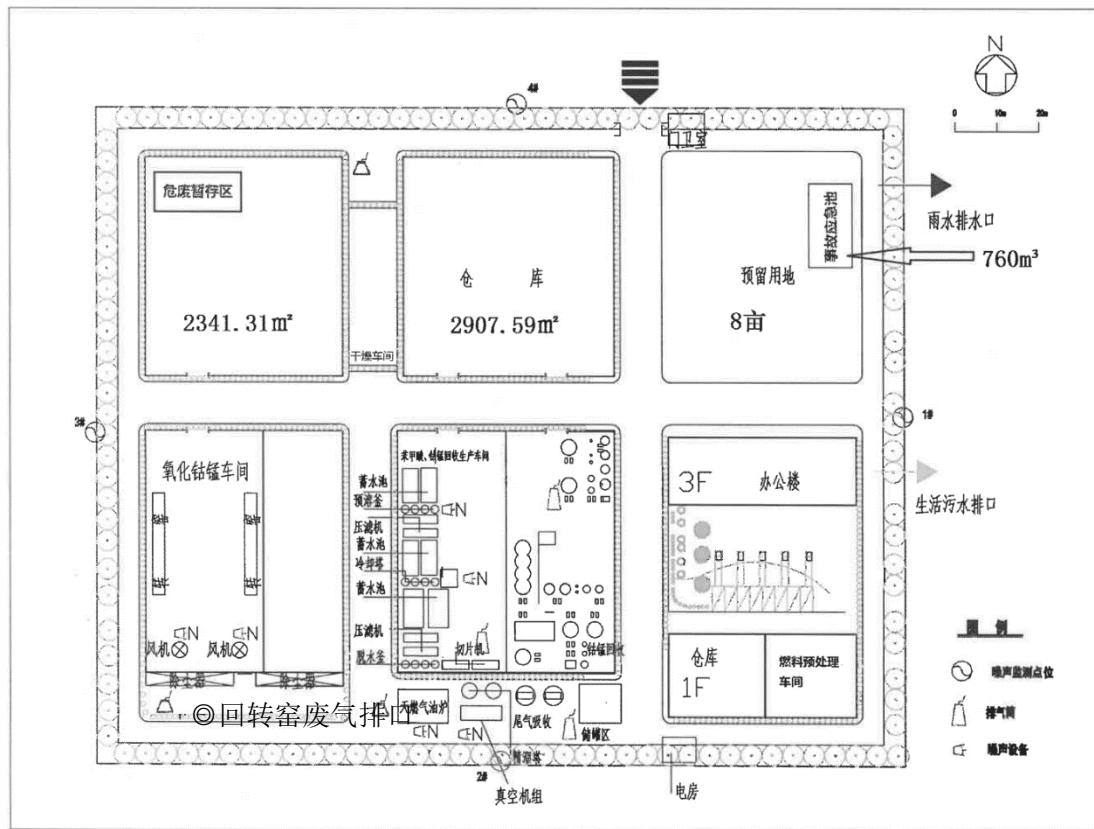 4#
N
0 10m 20m
门卫室
危废暂存区
事故应急池
雨水排水口
760m³
仓 库
预留用地
2341.31㎡
2907.59㎡
8亩
干燥车间
3#
1#
氧化钴锰车间
苯甲酸、钴锰回收生产车间
3F 办公楼
生活污水排口
蓄水池
预溶釜
N
压滤机
蓄水池
冷却塔
N
蓄水池
压滤机
切片机
脱水釜
钴锰回收
N
N
风机
风机
除尘器
除尘器
仓库
1F
燃料预处理
车间
图 例
噪声监测点位
排气筒
噪声设备
◎回转窑废气排口
天燃气油炉
尾气吸收
储罐区
N
N
2#
真空机组
电房